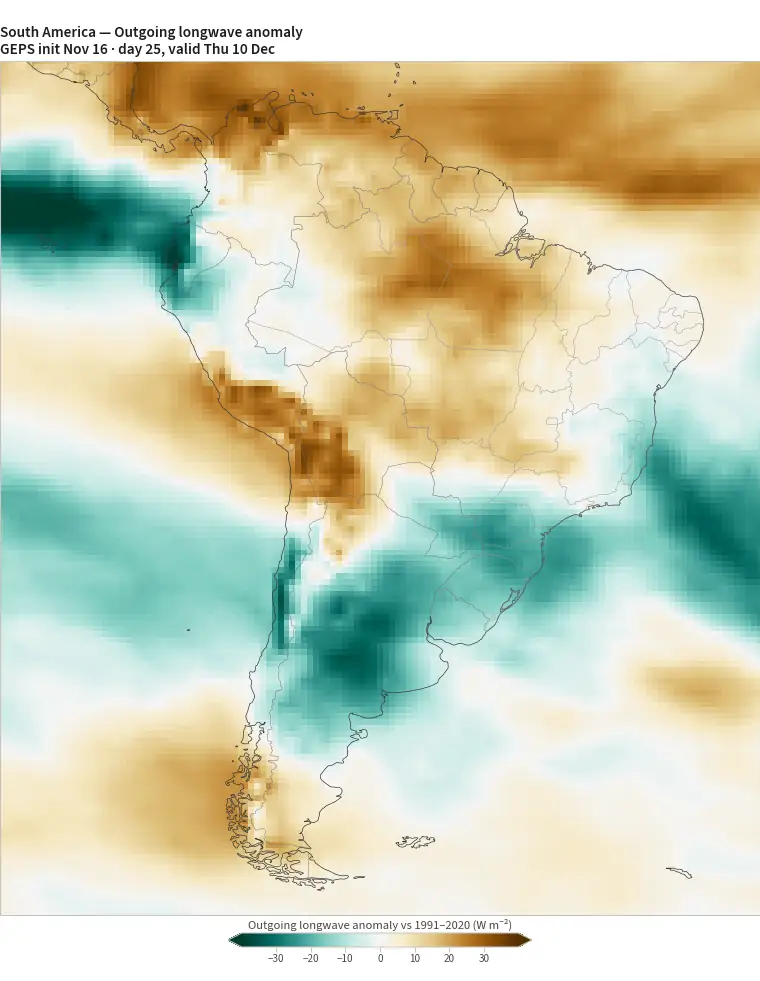 South America — Outgoing longwave anomaly
GEPS init Nov 16 · day 25, valid Thu 10 Dec
Outgoing longwave anomaly vs 1991–2020 (W m⁻²)
−30 −20 −10 0 10 20 30